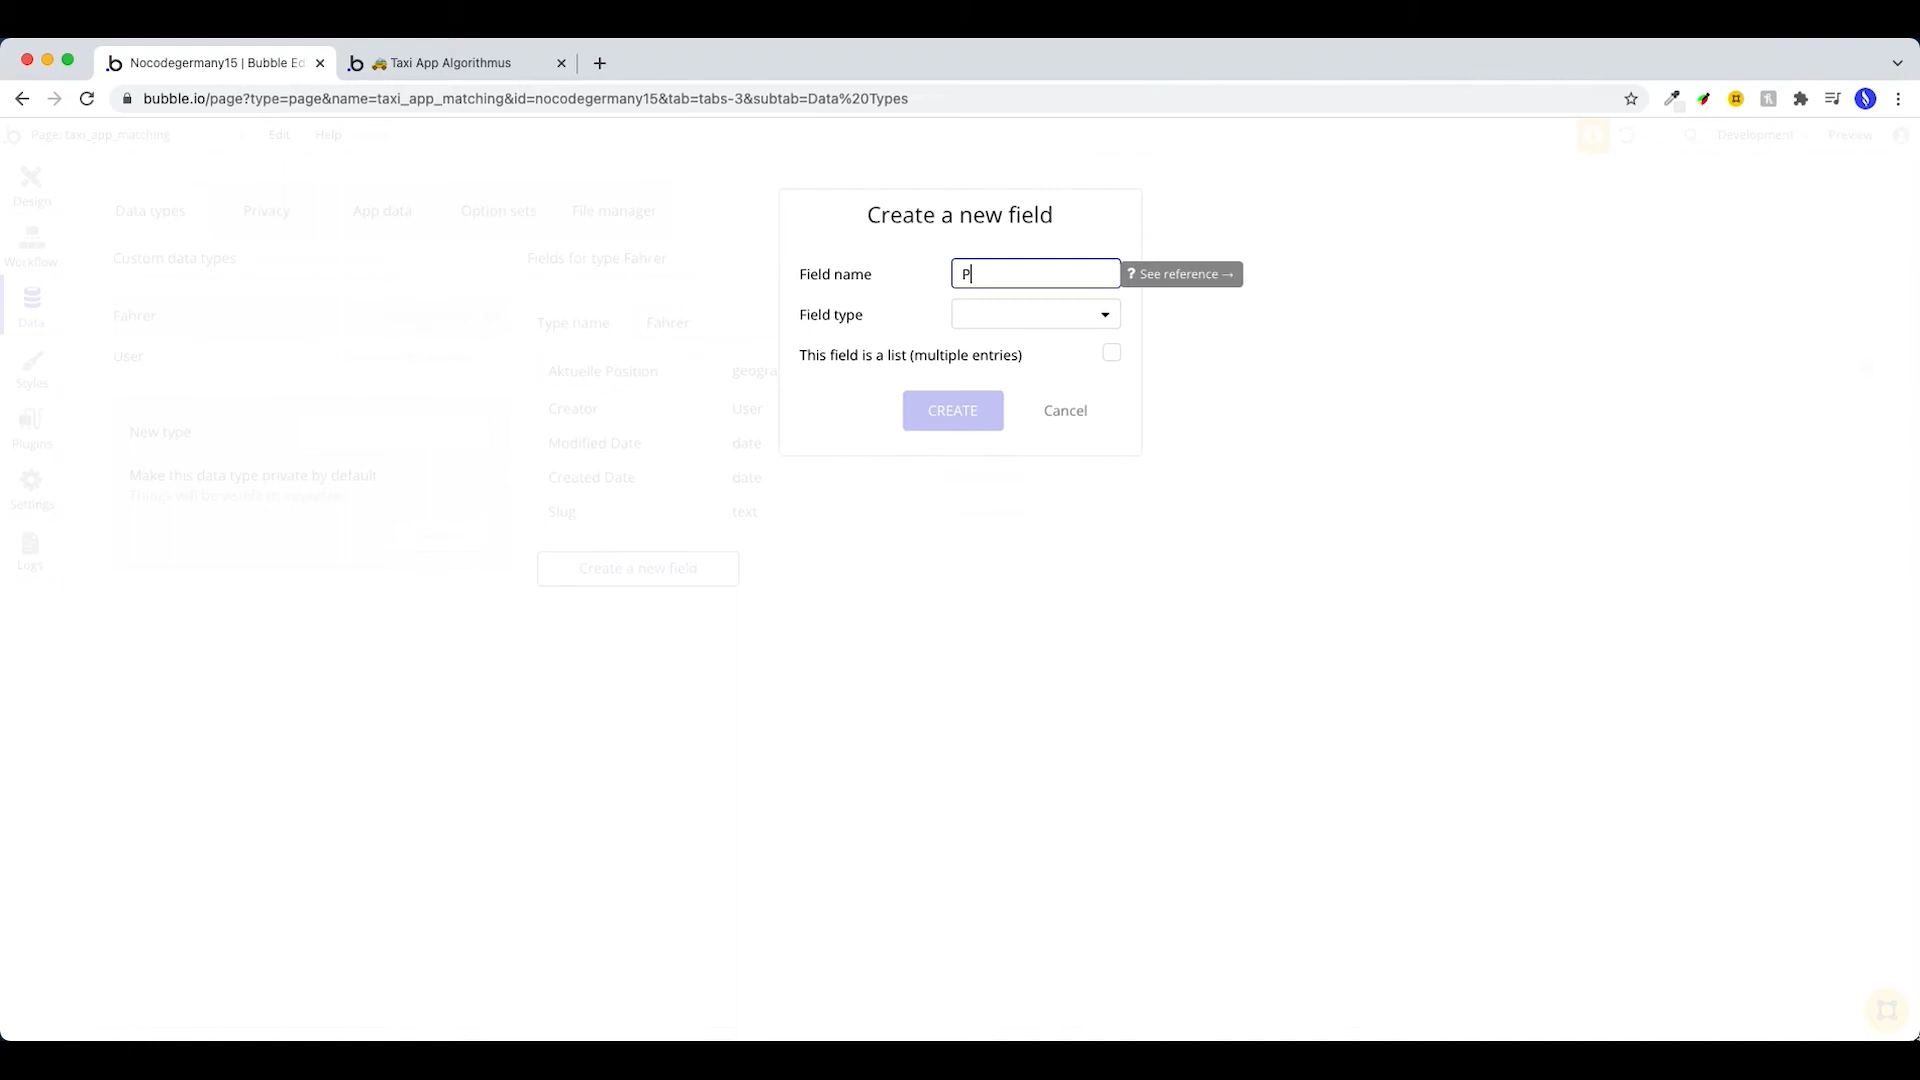 Nocodegermany15 | Bubble Ed
Taxi App Algorithmus
bubble.io/page?type=page&name=taxi_app_matching&id=nocodegermany15&tab=tabs-3&subtab=Data%20Types
Page: taxi_app_matching
Edit
Help
Development
Preview
Design
Workflow
Data
Styles
Plugins
Settings
Logs
Data types
Privacy
App data
Option sets
File manager
Custom data types
Fahrer
User
New type
Make this data type private by default
Fields for type Fahrer
Type name
Fahrer
Aktuelle Position
geogra
Creator
User
Modified Date
date
Created Date
date
Slug
text
Create a new field
Create a new field
Field name
P
? See reference →
Field type
This field is a list (multiple entries)
CREATE
Cancel